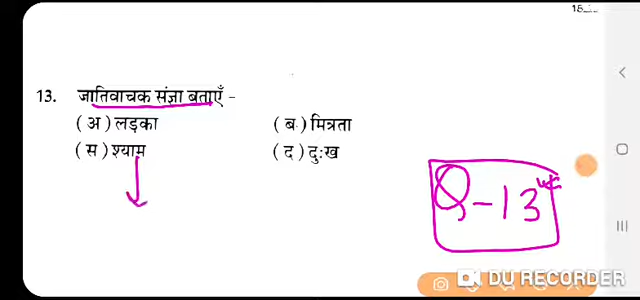 13. जातिवाचक संज्ञा बताएँ -
(अ) लड़का (ब) मित्रता
(स) श्याम (द) दुःख
Q-13
DU RECORDER